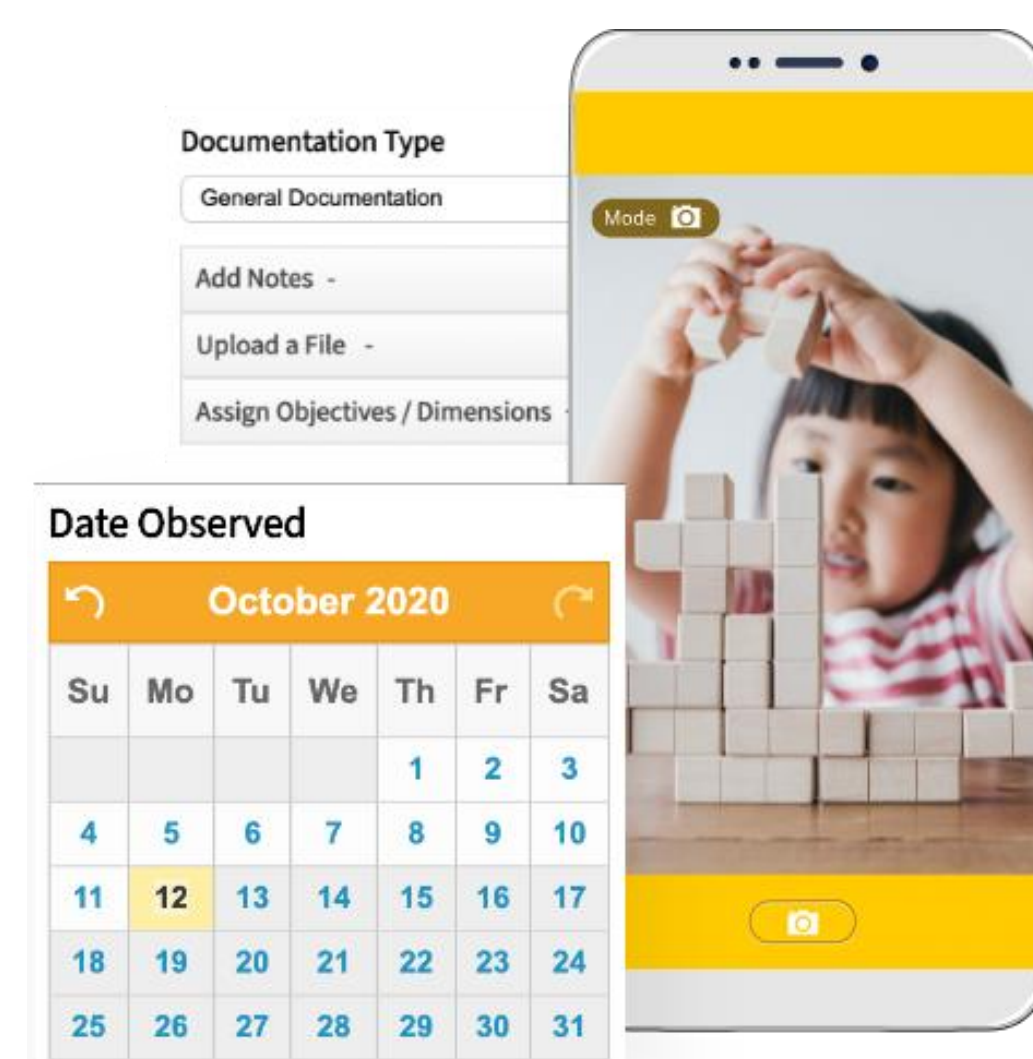 Documentation Type
General Documentation
Add Notes -
Upload a File -
Assign Objectives / Dimensions -
Mode
Date Observed
October 2020
Su Mo Tu We Th Fr Sa
1 2 3
4 5 6 7 8 9 10
11 12 13 14 15 16 17
18 19 20 21 22 23 24
25 26 27 28 29 30 31